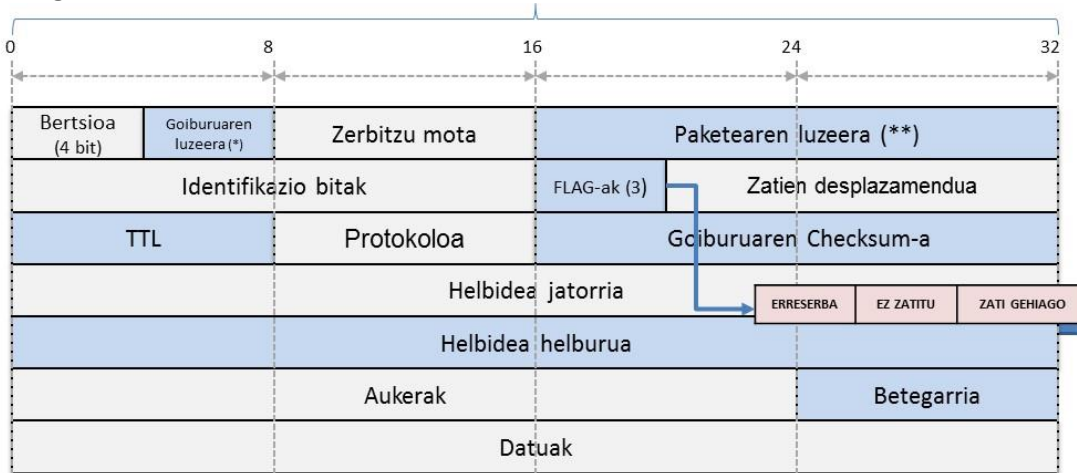 0 8 16 24 32
Bertsioa
(4 bit)
Goiburuaren
luzeera (*)
Zerbitzu mota
Paketearen luzeera (**)
Identifikazio bitak
FLAG-ak (3)
Zatien desplazamendua
TTL
Protokoloa
Goiburuaren Checksum-a
Helbidea jatorria
ERRESERBA
EZ ZATITU
ZATI GEHIAGO
Helbidea helburua
Aukerak
Betegarria
Datuak